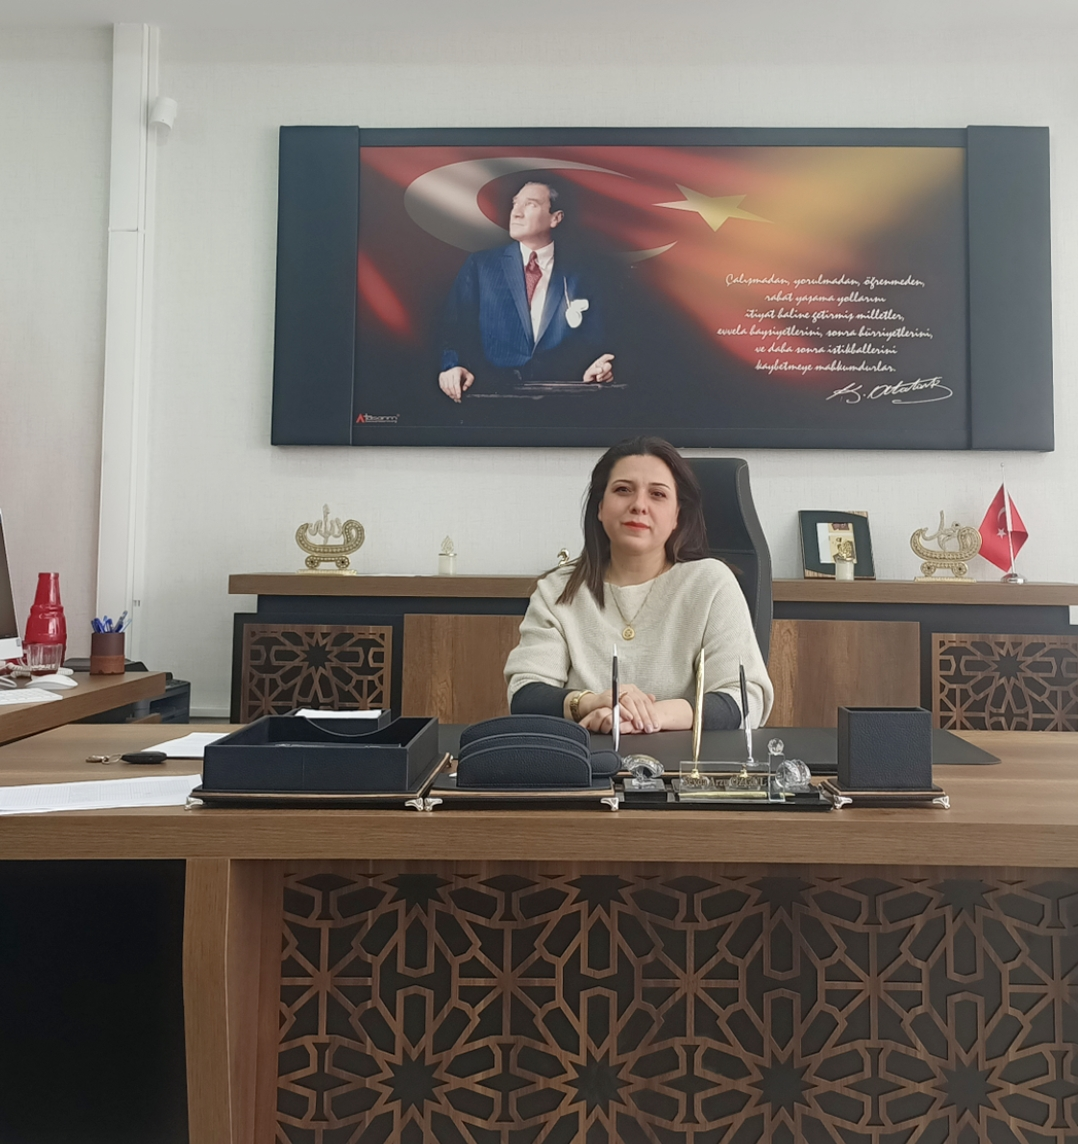 Çalışmadan, yorulmadan, öğrenmeden,
rahat yaşama yollarını
itiyat haline getirmiş milletler,
evvela haysiyetlerini, sonra hürriyetlerini,
ve daha sonra istikballerini
kaybetmeye mahkumdurlar.
K. Atatürk